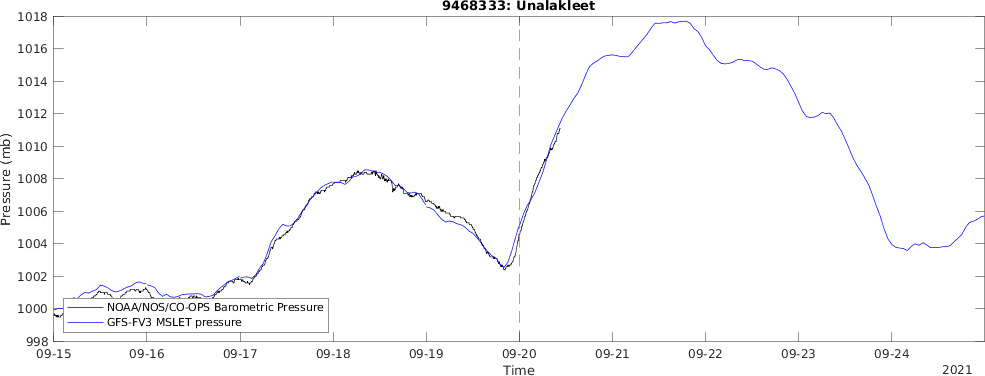 9468333: Unalakleet
Pressure (mb)
1018
1016
1014
1012
1010
1008
1006
1004
1002
1000
998
NOAA/NOS/CO-OPS Barometric Pressure
GFS-FV3 MSLET pressure
09-15 09-16 09-17 09-18 09-19 09-20 09-21 09-22 09-23 09-24
Time
2021